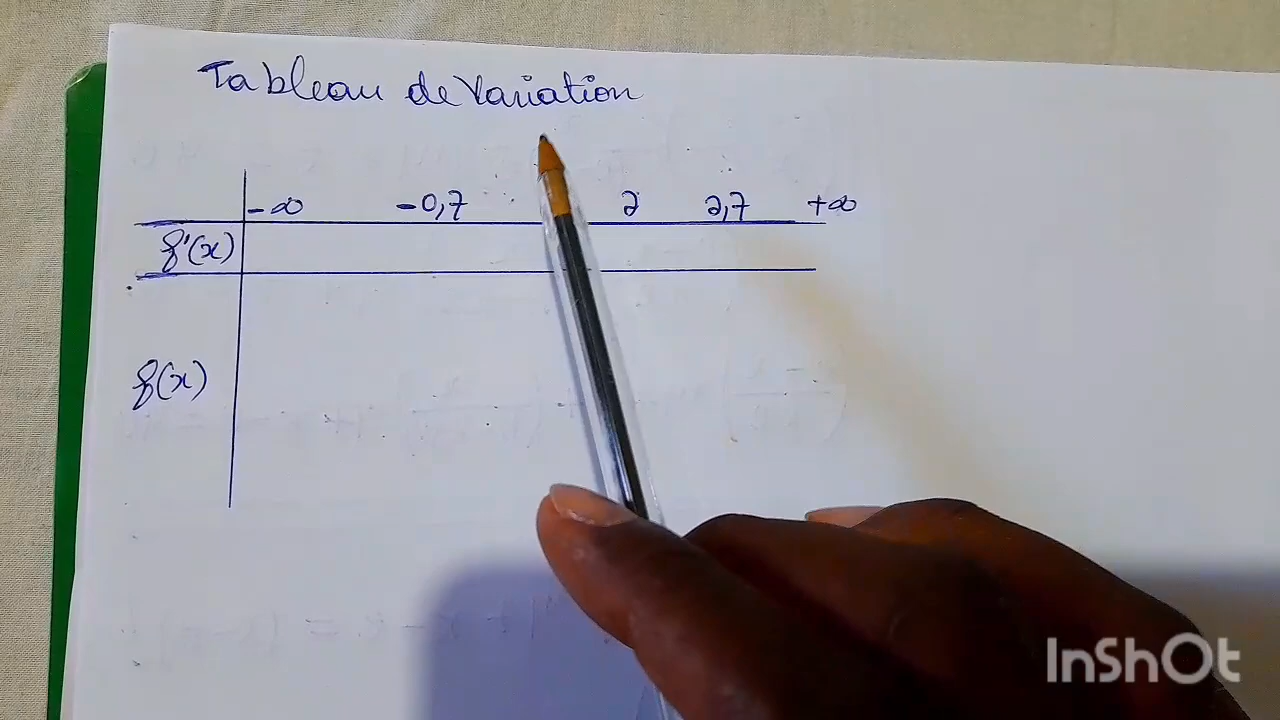 Tableau de Variation
-∞ -0,7 2 2,7 +∞
f'(x)
f(x)
InShOt